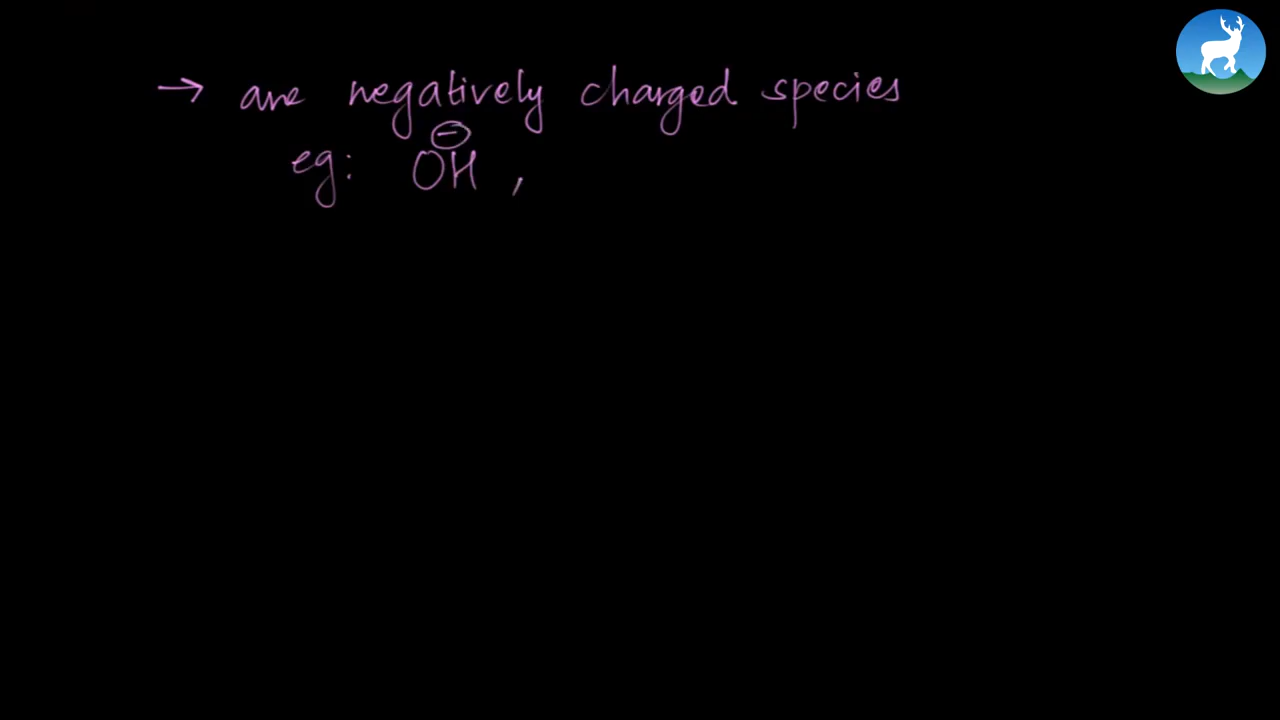 → are negatively charged species
eg: OH⊖ ,